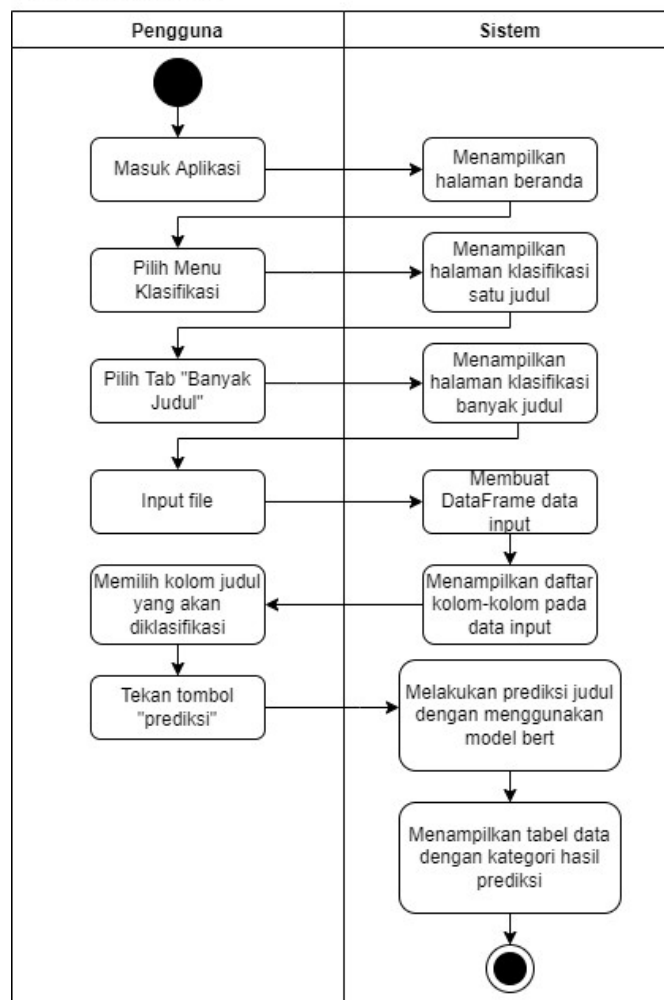 Pengguna
Sistem
Masuk Aplikasi
Menampilkan
halaman beranda
Pilih Menu
Klasifikasi
Menampilkan
halaman klasifikasi
satu judul
Pilih Tab "Banyak
Judul"
Menampilkan
halaman klasifikasi
banyak judul
Input file
Membuat
DataFrame data
input
Menampilkan daftar
kolom-kolom pada
data input
Memilih kolom judul
yang akan
diklasifikasi
Tekan tombol
"prediksi"
Melakukan prediksi judul
dengan menggunakan
model bert
Menampilkan tabel data
dengan kategori hasil
prediksi